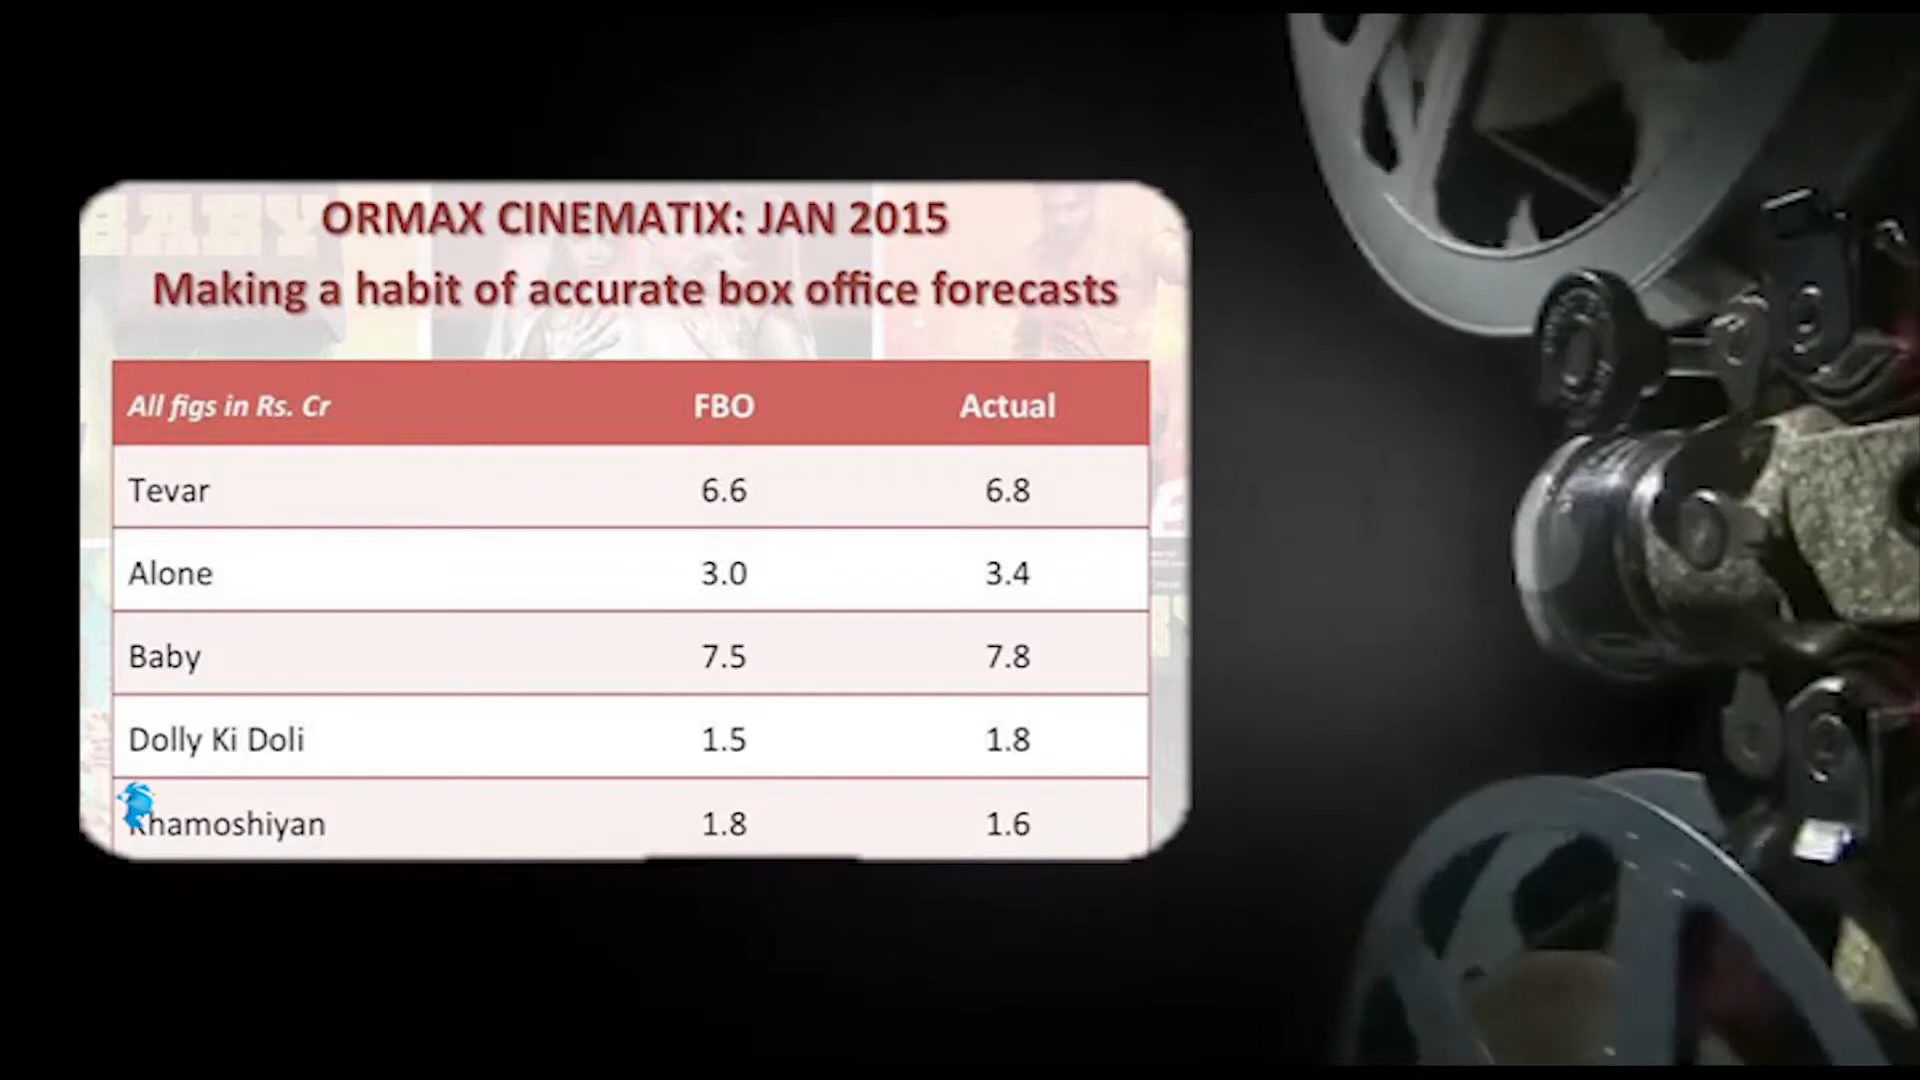 BABY
ORMAX CINEMATIX: JAN 2015
Making a habit of accurate box office forecasts
All figs in Rs. Cr FBO Actual
Tevar 6.6 6.8
Alone 3.0 3.4
Baby 7.5 7.8
Dolly Ki Doli 1.5 1.8
Khamoshiyan 1.8 1.6